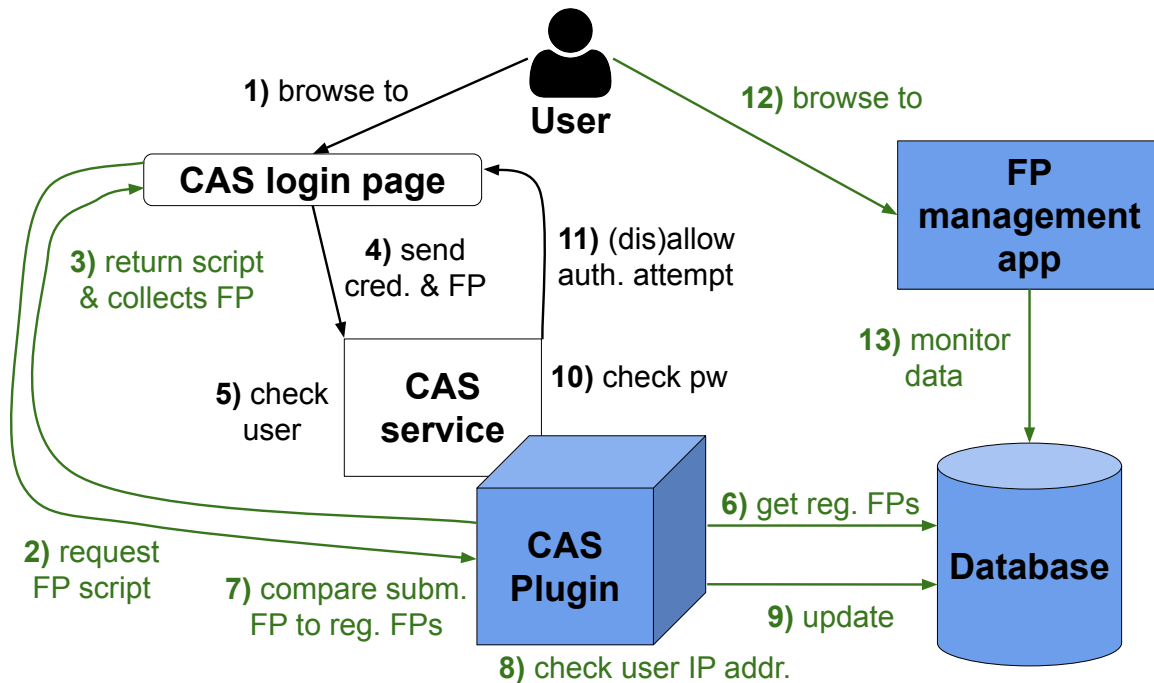 1) browse to
User
12) browse to
CAS login page
FP
management
app
3) return script
& collects FP
4) send
cred. & FP
11) (dis)allow
auth. attempt
13) monitor
data
5) check
user
CAS
service
10) check pw
2) request
FP script
7) compare subm.
FP to reg. FPs
CAS
Plugin
6) get reg. FPs
Database
9) update
8) check user IP addr.